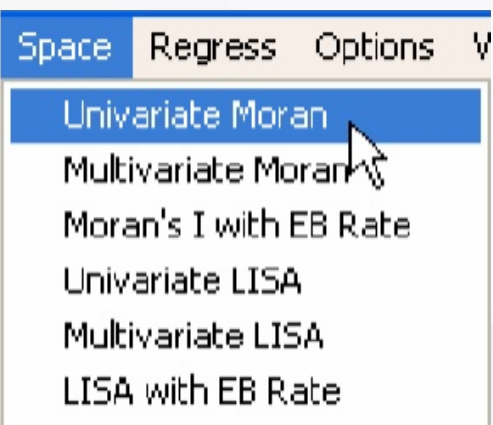 Space Regress Options
Univariate Moran
Multivariate Moran
Moran's I with EB Rate
Univariate LISA
Multivariate LISA
LISA with EB Rate